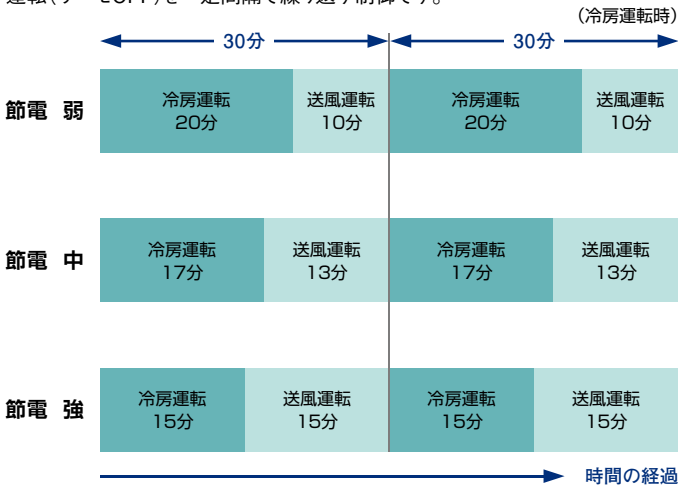 (冷房運転時)
30分 30分
節電 弱
冷房運転 送風運転 冷房運転 送風運転
20分 10分 20分 10分
節電 中
冷房運転 送風運転 冷房運転 送風運転
17分 13分 17分 13分
節電 強
冷房運転 送風運転 冷房運転 送風運転
15分 15分 15分 15分
時間の経過